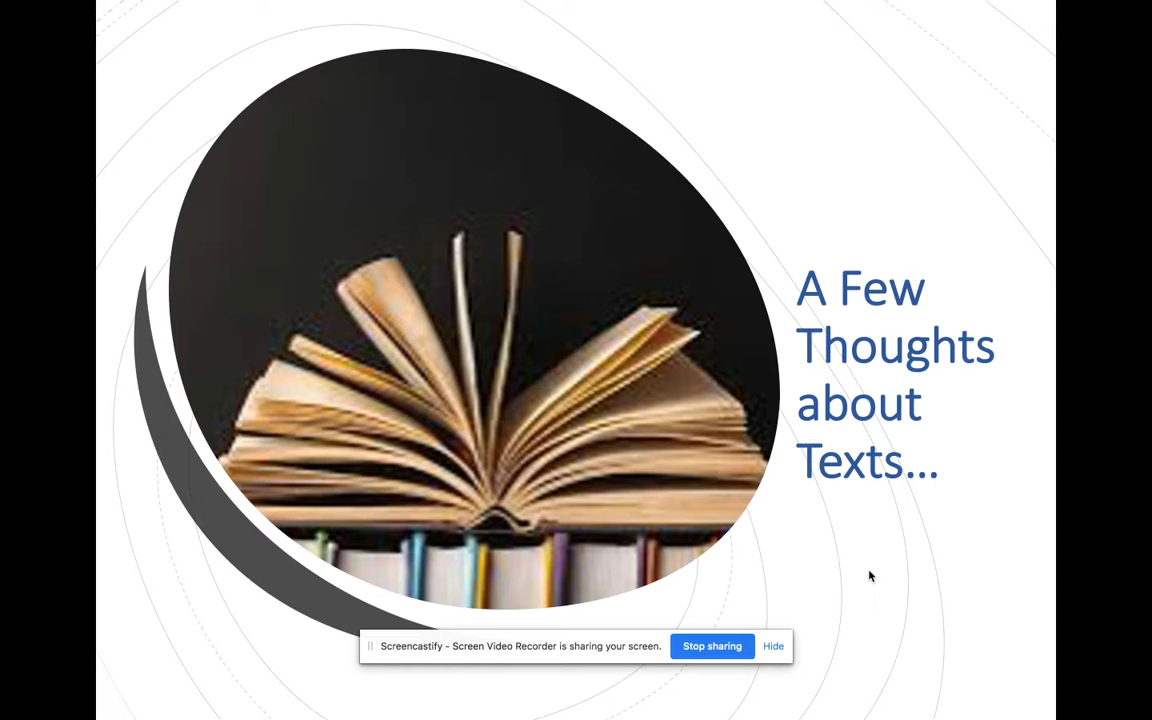 A Few
Thoughts
about
Texts...
Screencastify - Screen Video Recorder is sharing your screen.
Stop sharing
Hide